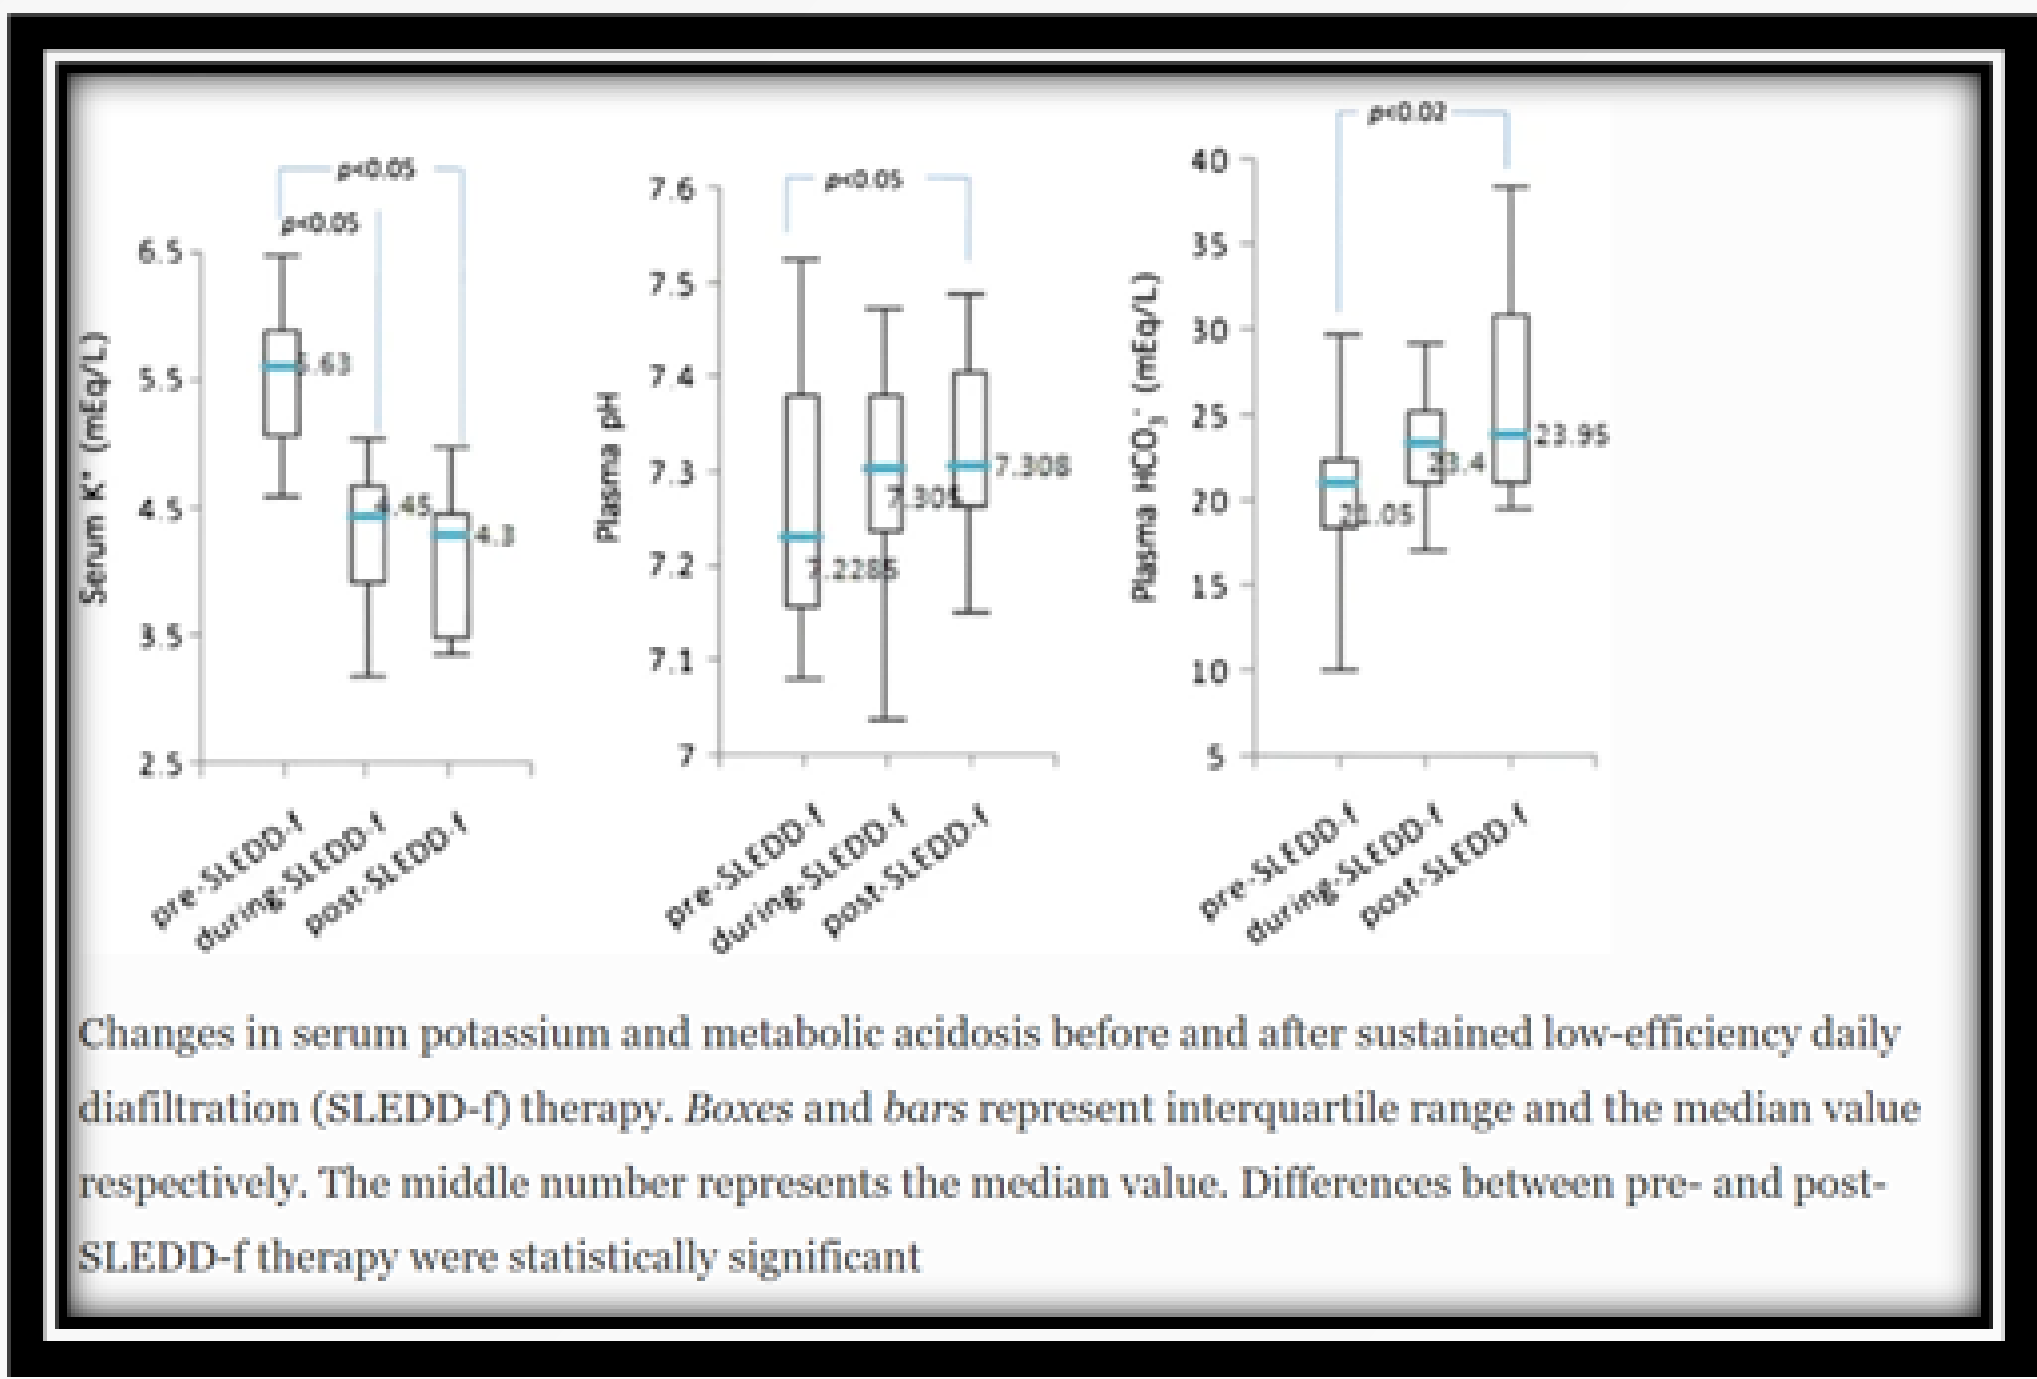 p<0.02
p<0.05
p<0.05
p<0.05
Serum K⁺ (mEq/L)
6.5
5.5
4.5
3.5
2.5
5.63
4.45
4.3
pre-SLEDD-f
during-SLEDD-f
post-SLEDD-f
Plasma pH
7.6
7.5
7.4
7.3
7.2
7.1
7
7.2285
7.305
7.308
pre-SLEDD-f
during-SLEDD-f
post-SLEDD-f
Plasma HCO₃⁻ (mEq/L)
40
35
30
25
20
15
10
5
21.05
23.4
23.95
pre-SLEDD-f
during-SLEDD-f
post-SLEDD-f
Changes in serum potassium and metabolic acidosis before and after sustained low-efficiency daily
diafiltration (SLEDD-f) therapy. Boxes and bars represent interquartile range and the median value
respectively. The middle number represents the median value. Differences between pre- and post-
SLEDD-f therapy were statistically significant